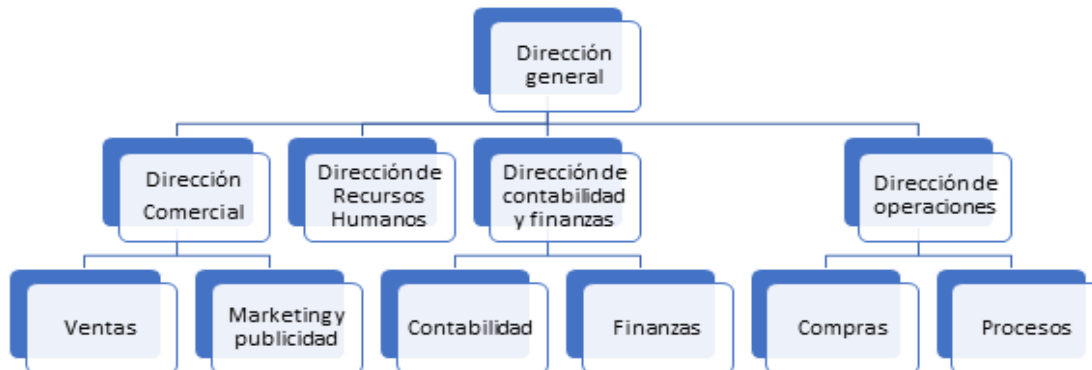 Dirección
general
Dirección
Comercial
Dirección de
Recursos
Humanos
Dirección de
contabilidad
y finanzas
Dirección de
operaciones
Ventas
Marketing y
publicidad
Contabilidad
Finanzas
Compras
Procesos